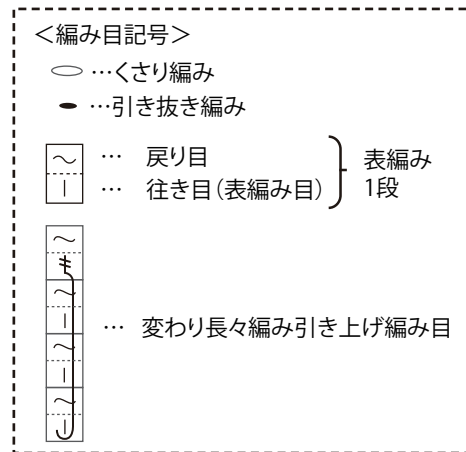 <編み目記号>
…くさり編み
…引き抜き編み
… 戻り目
… 往き目(表編み目)
表編み
1段
… 変わり長々編み引き上げ編み目